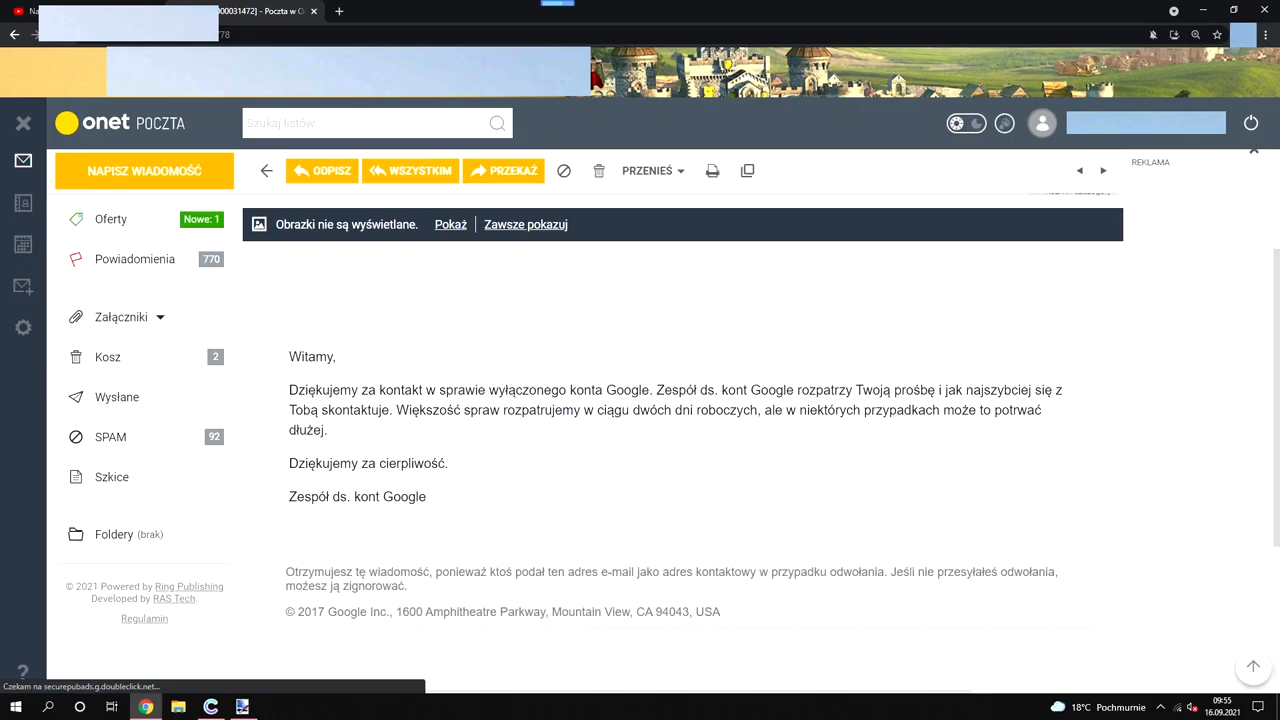 Na
000031472] - Poczta w O
78
onet POCZTA
Szukaj listów
REKLAMA
NAPISZ WIADOMOŚĆ
ODPISZ
WSZYSTKIM
PRZEKAŻ
PRZENIEŚ
Obrazki nie są wyświetlane. Pokaż Zawsze pokazuj
Oferty Nowe: 1
Powiadomienia 770
Załączniki
Kosz 2
Wysłane
SPAM 92
Szkice
Foldery (brak)
Witamy,
Dziękujemy za kontakt w sprawie wyłączonego konta Google. Zespół ds. kont Google rozpatrzy Twoją prośbę i jak najszybciej się z
Tobą skontaktuje. Większość spraw rozpatrujemy w ciągu dwóch dni roboczych, ale w niektórych przypadkach może to potrwać
dłużej.
Dziękujemy za cierpliwość.
Zespół ds. kont Google
Otrzymujesz tę wiadomość, ponieważ ktoś podał ten adres e-mail jako adres kontaktowy w przypadku odwołania. Jeśli nie przesyłałeś odwołania,
możesz ją zignorować.
© 2017 Google Inc., 1600 Amphitheatre Parkway, Mountain View, CA 94043, USA
© 2021 Powered by Ring Publishing
Developed by RAS Tech.
Regulamin
Czekam na securepubads.g.doubleclick.net...
18°C Pochmurnie
09:55
16.09.2021